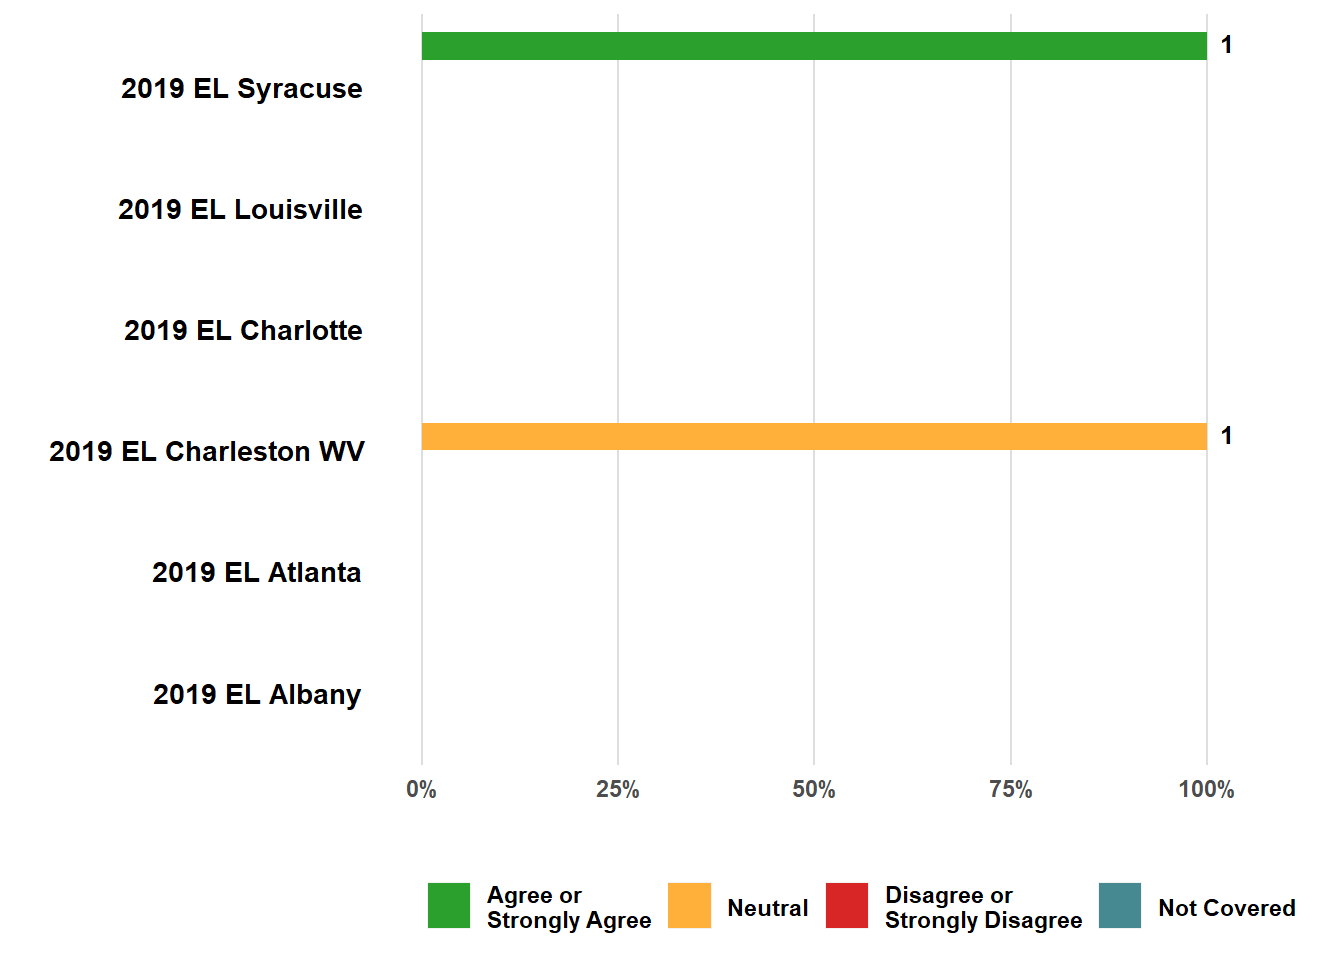 1
2019 EL Syracuse
2019 EL Louisville
2019 EL Charlotte
1
2019 EL Charleston WV
2019 EL Atlanta
2019 EL Albany
0% 25% 50% 75% 100%
Agree or
Strongly Agree
Neutral
Disagree or
Strongly Disagree
Not Covered